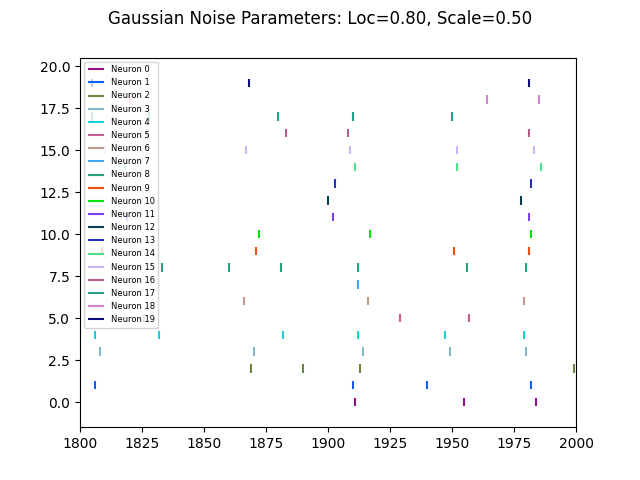 Gaussian Noise Parameters: Loc=0.80, Scale=0.50
20.0
17.5
15.0
12.5
10.0
7.5
5.0
2.5
0.0
Neuron 0
Neuron 1
Neuron 2
Neuron 3
Neuron 4
Neuron 5
Neuron 6
Neuron 7
Neuron 8
Neuron 9
Neuron 10
Neuron 11
Neuron 12
Neuron 13
Neuron 14
Neuron 15
Neuron 16
Neuron 17
Neuron 18
Neuron 19
1800 1825 1850 1875 1900 1925 1950 1975 2000